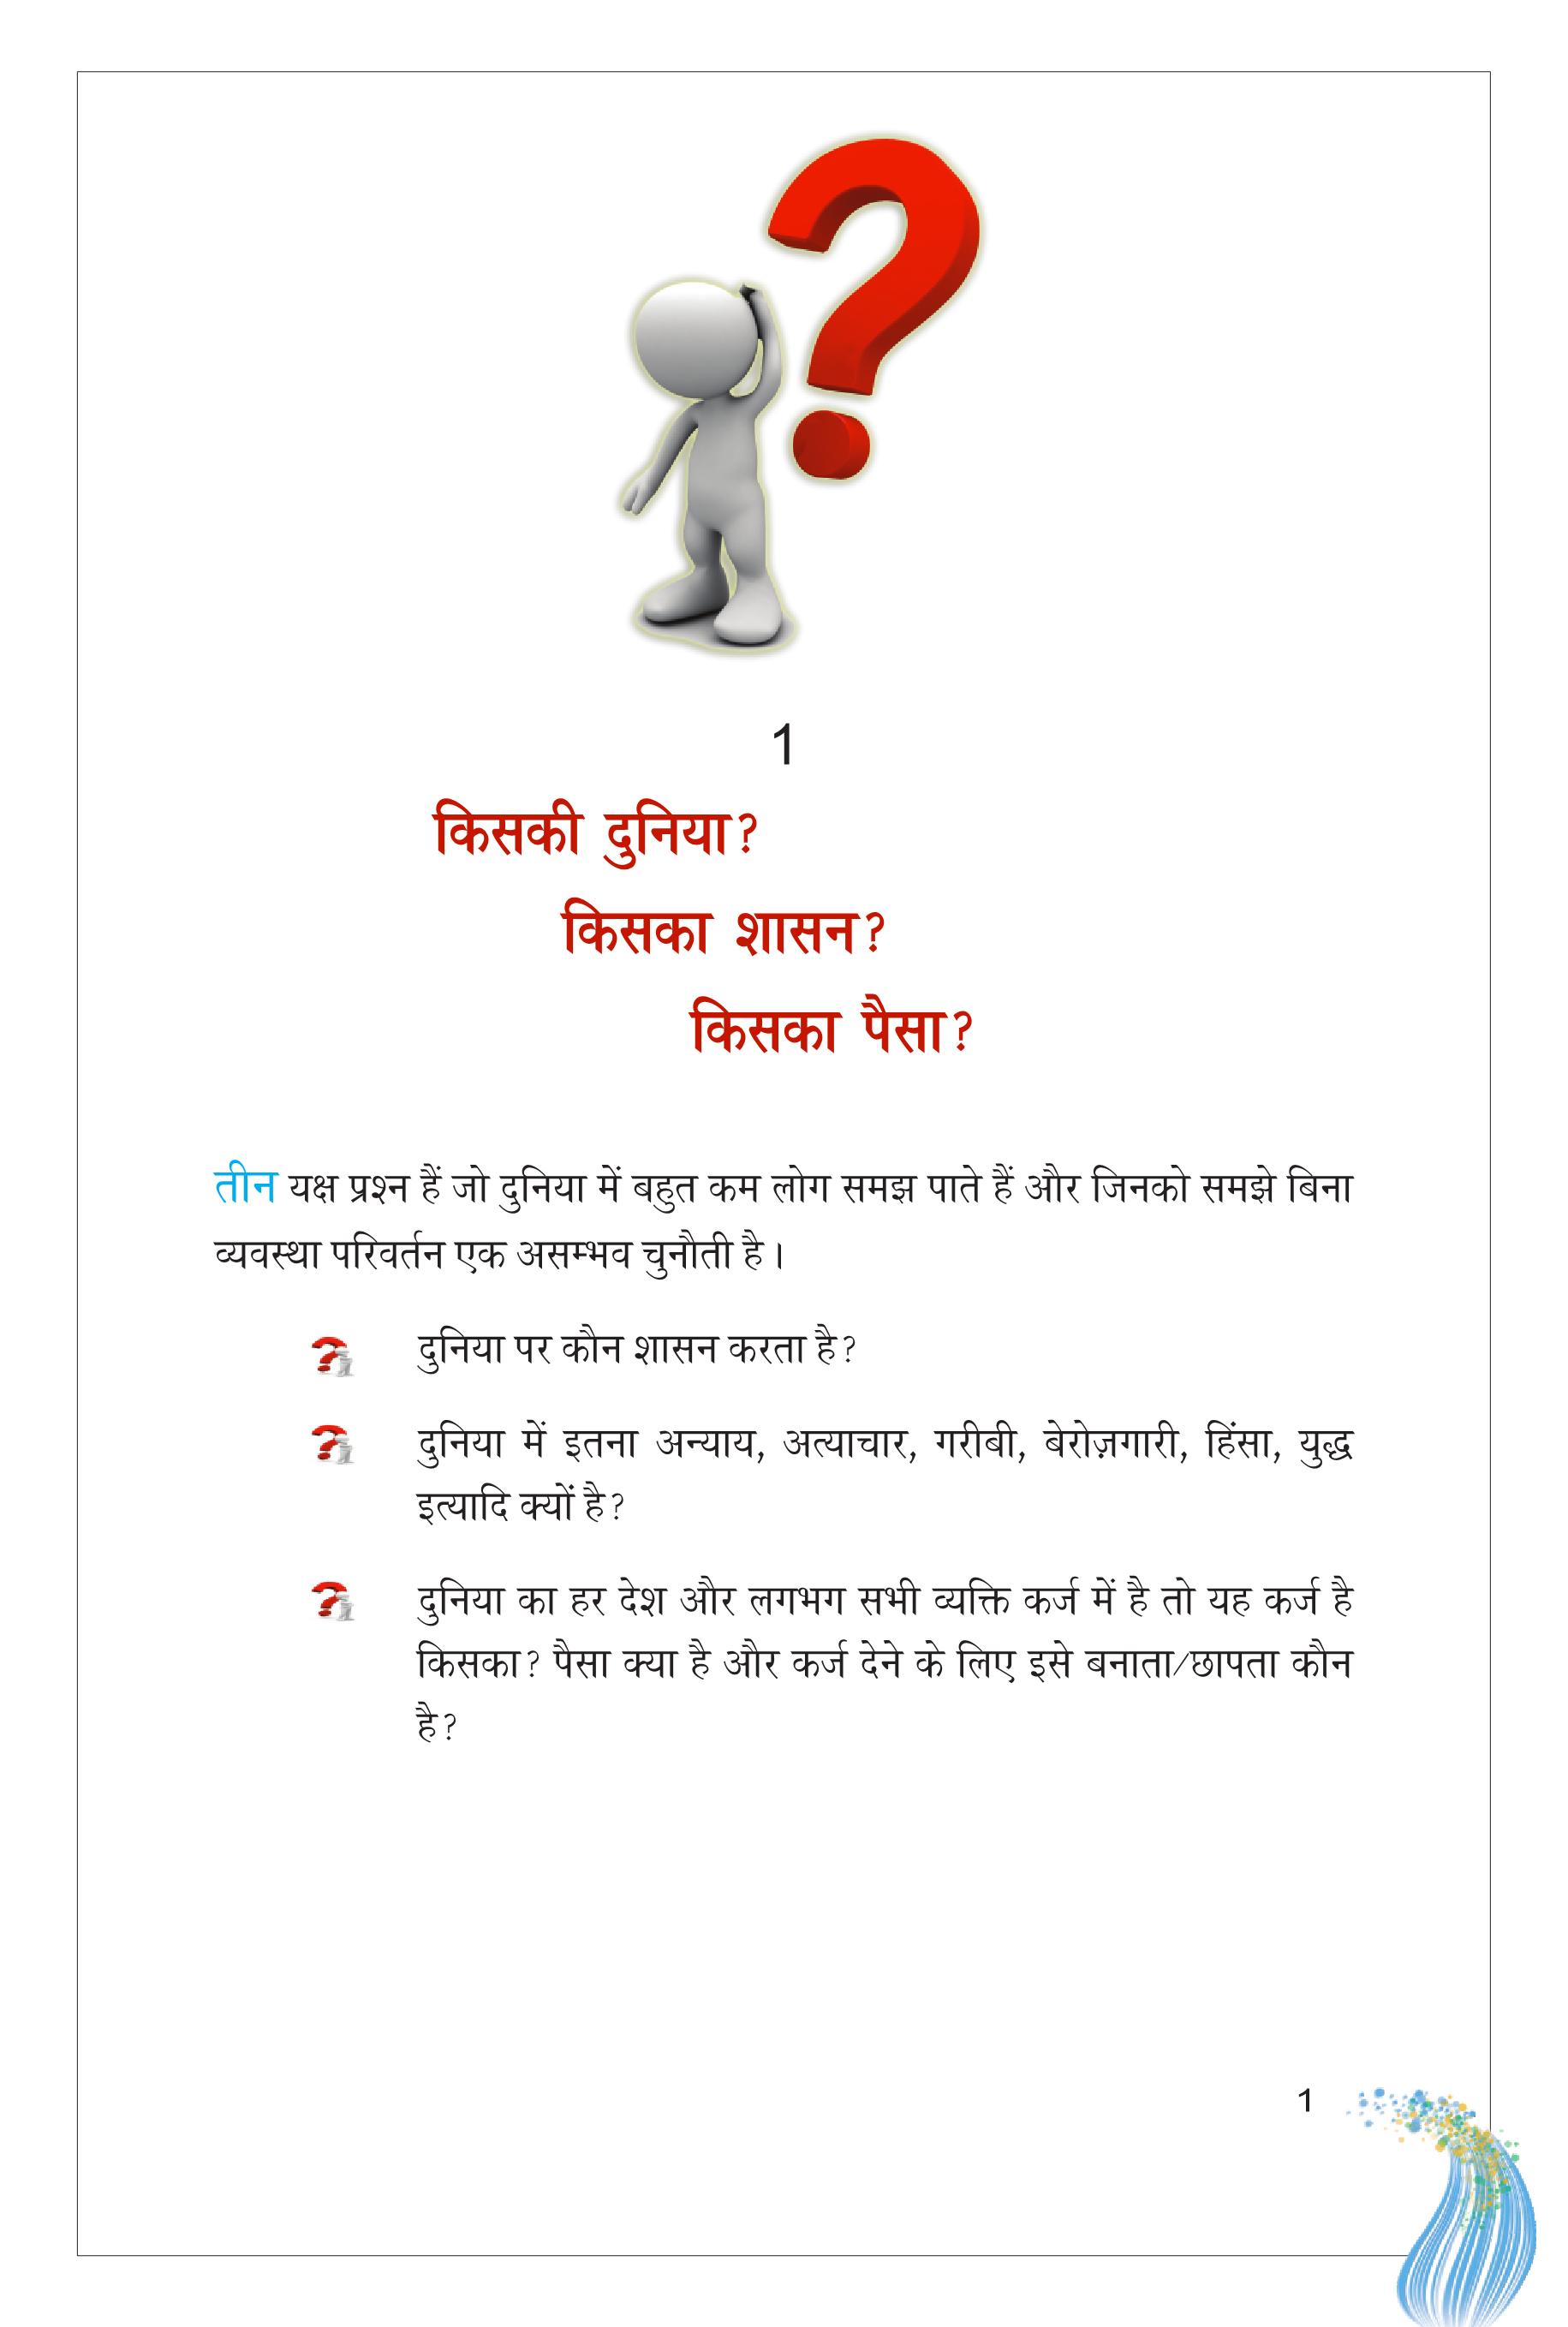 1
किसकी दुनिया?
किसका शासन?
किसका पैसा?
तीन यक्ष प्रश्न हैं जो दुनिया में बहुत कम लोग समझ पाते हैं और जिनको समझे बिना
व्यवस्था परिवर्तन एक असम्भव चुनौती है।
दुनिया पर कौन शासन करता है?
दुनिया में इतना अन्याय, अत्याचार, गरीबी, बेरोज़गारी, हिंसा, युद्ध
इत्यादि क्यों है?
दुनिया का हर देश और लगभग सभी व्यक्ति कर्ज में है तो यह कर्ज है
किसका? पैसा क्या है और कर्ज देने के लिए इसे बनाता/छापता कौन
है?
1